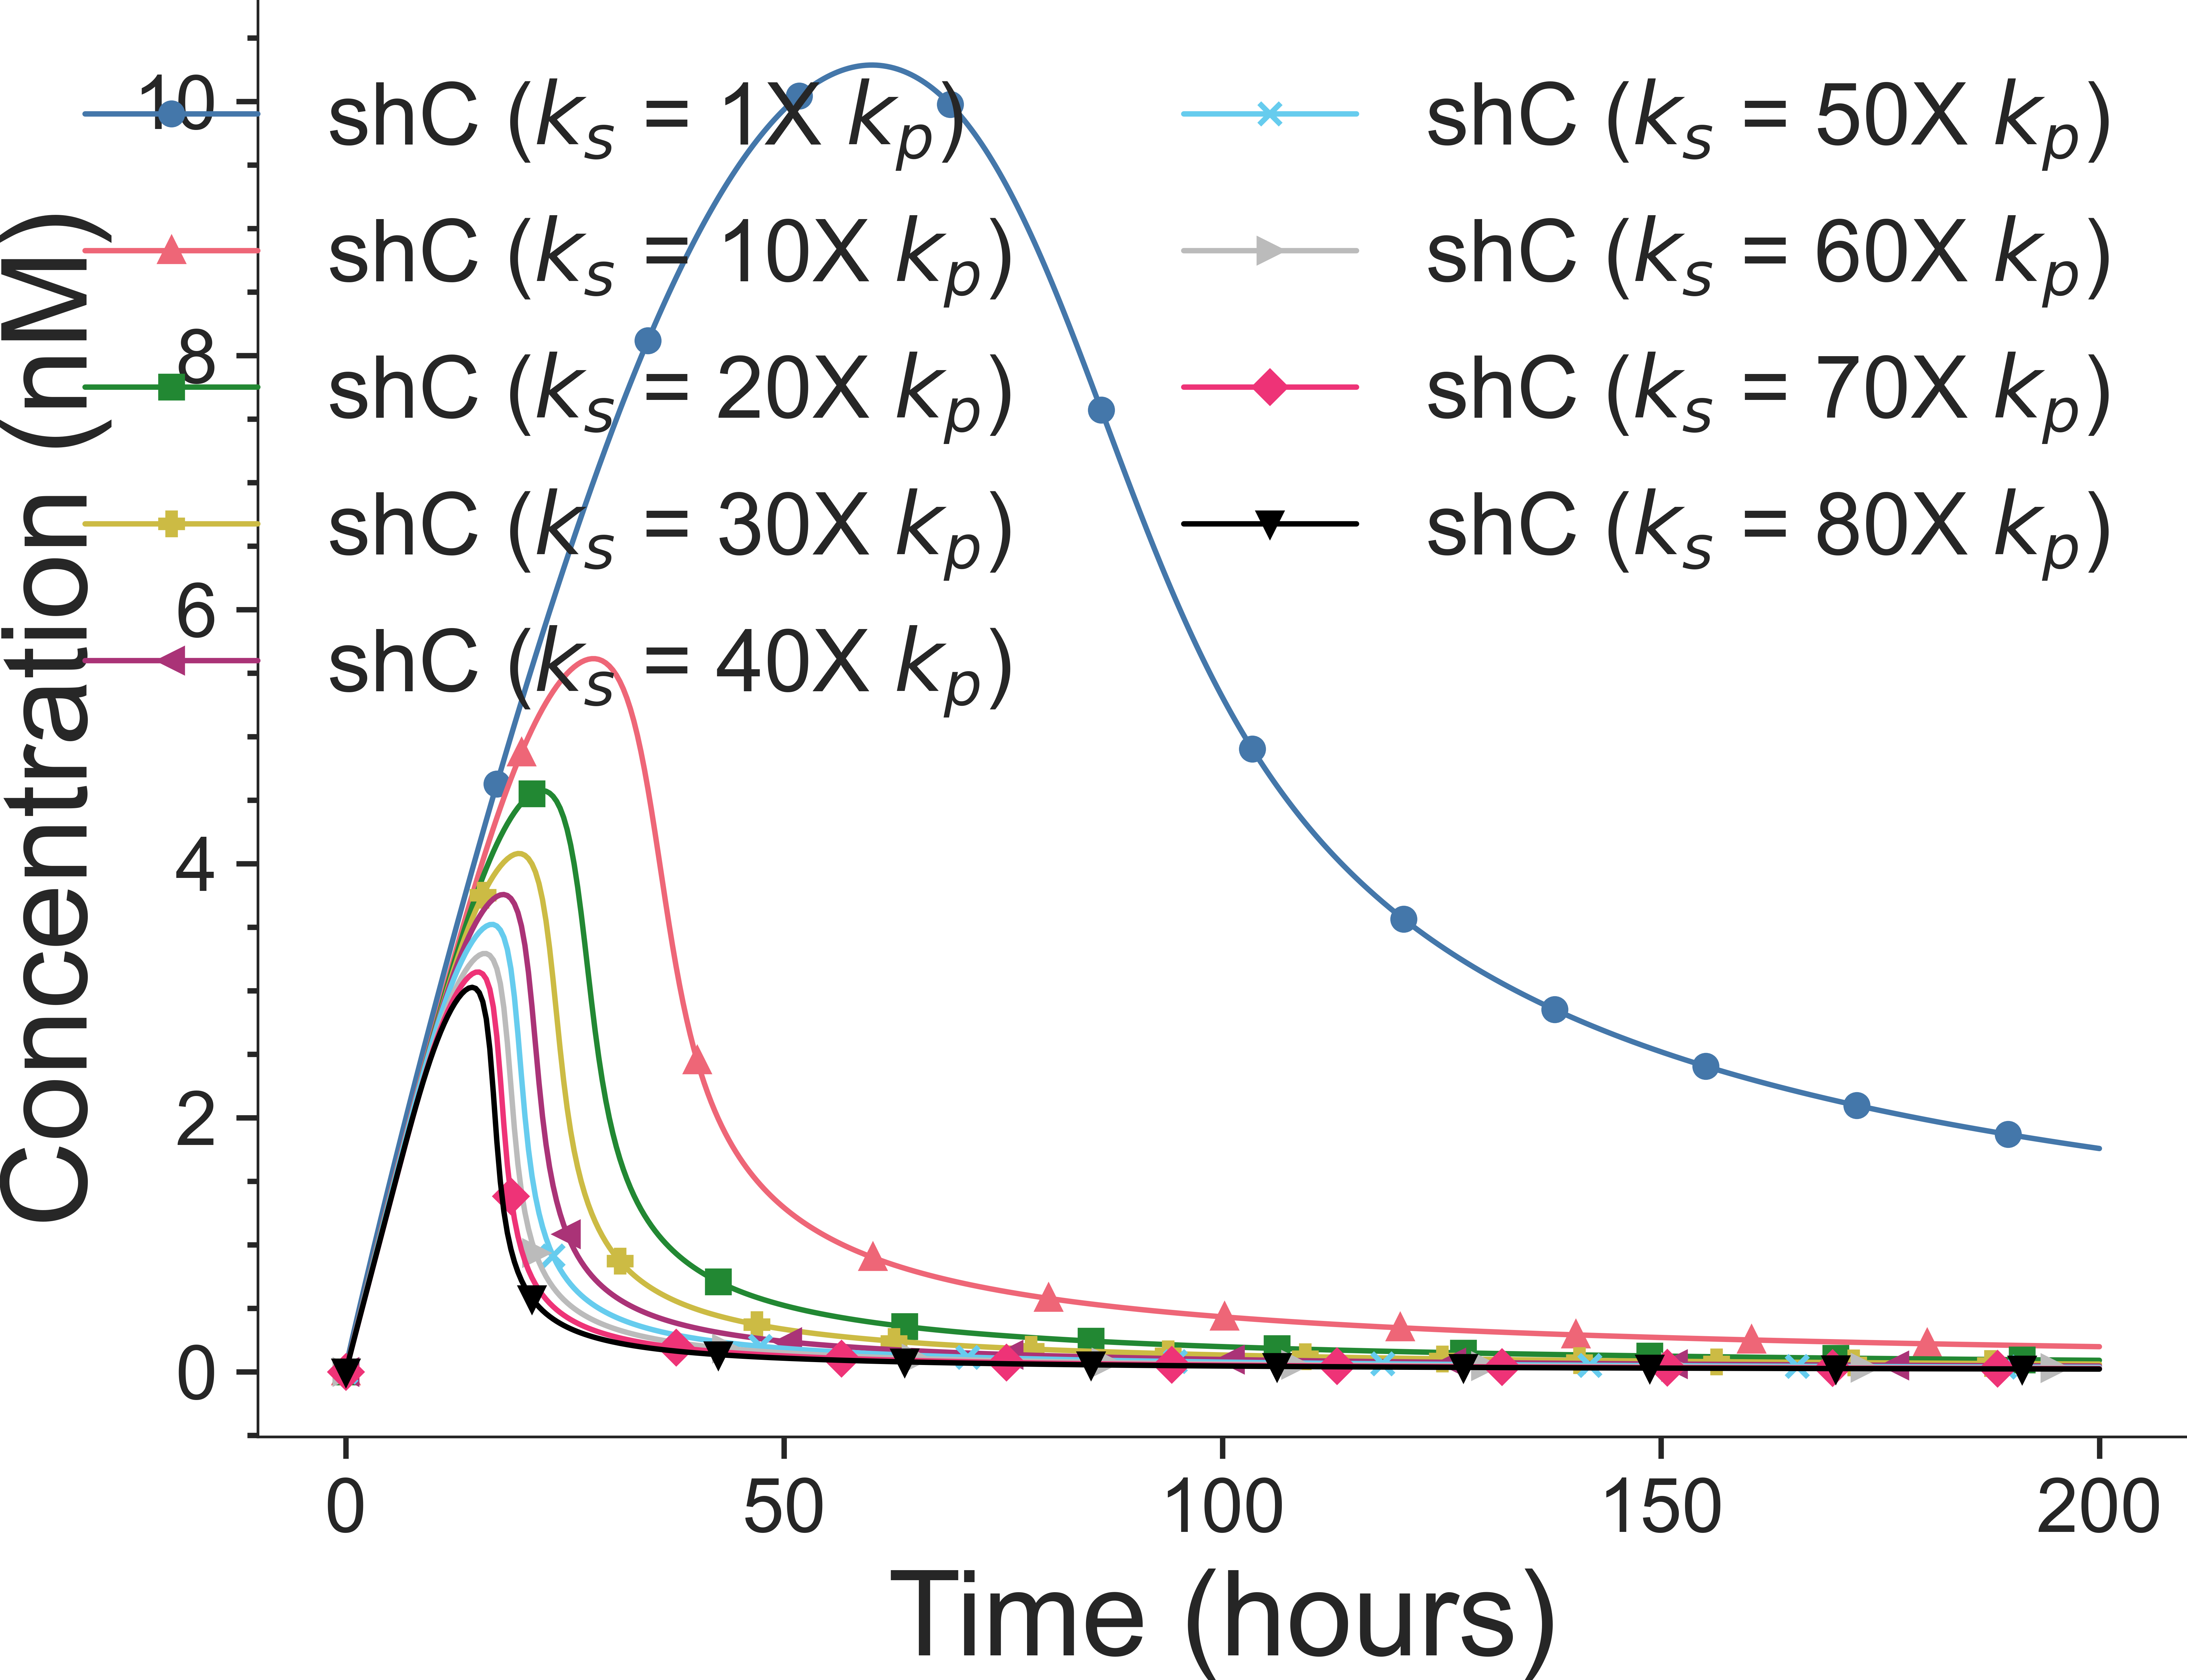 Concentration (nM)
10
8
6
4
2
0
shC (kₛ = 1X kₚ)
shC (kₛ = 10X kₚ)
shC (kₛ = 20X kₚ)
shC (kₛ = 30X kₚ)
shC (kₛ = 40X kₚ)
shC (kₛ = 50X kₚ)
shC (kₛ = 60X kₚ)
shC (kₛ = 70X kₚ)
shC (kₛ = 80X kₚ)
0 50 100 150 200
Time (hours)